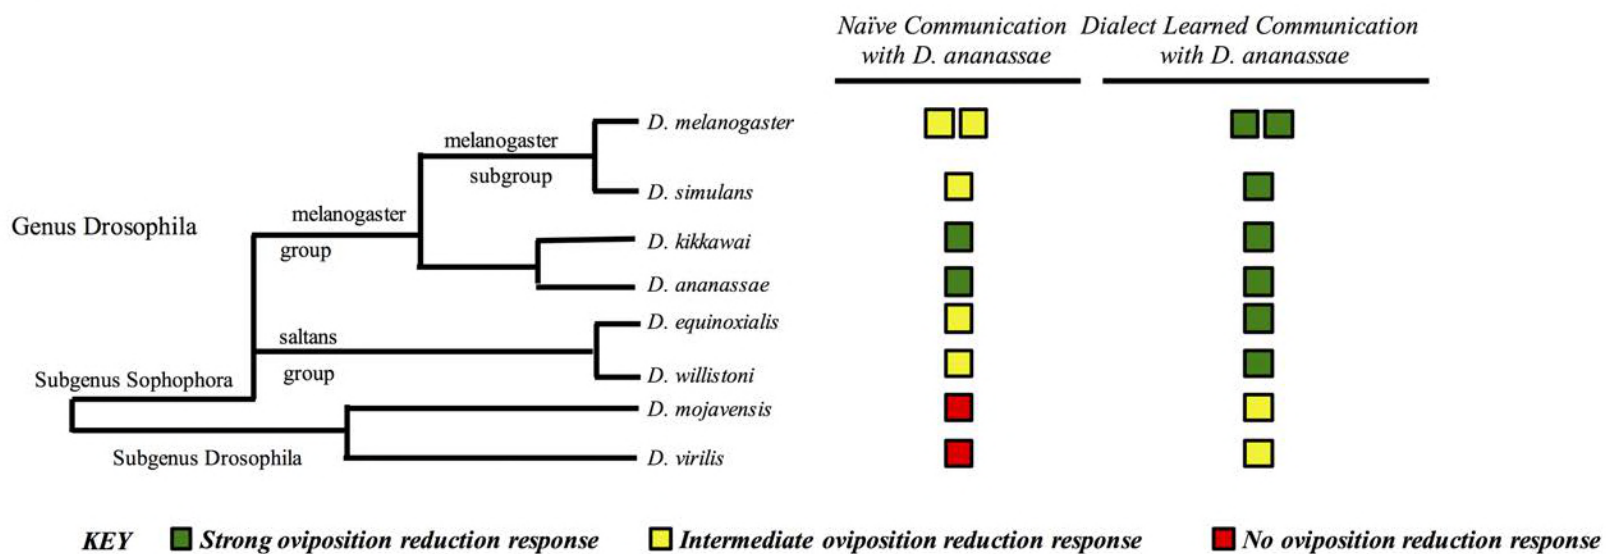 Naïve Communication
with D. ananassae
Dialect Learned Communication
with D. ananassae
D. melanogaster
melanogaster
subgroup
D. simulans
melanogaster
group
Genus Drosophila
D. kikkawai
D. ananassae
D. equinoxialis
saltans
group
D. willistoni
Subgenus Sophophora
D. mojavensis
Subgenus Drosophila
D. virilis
KEY Strong oviposition reduction response Intermediate oviposition reduction response No oviposition reduction response